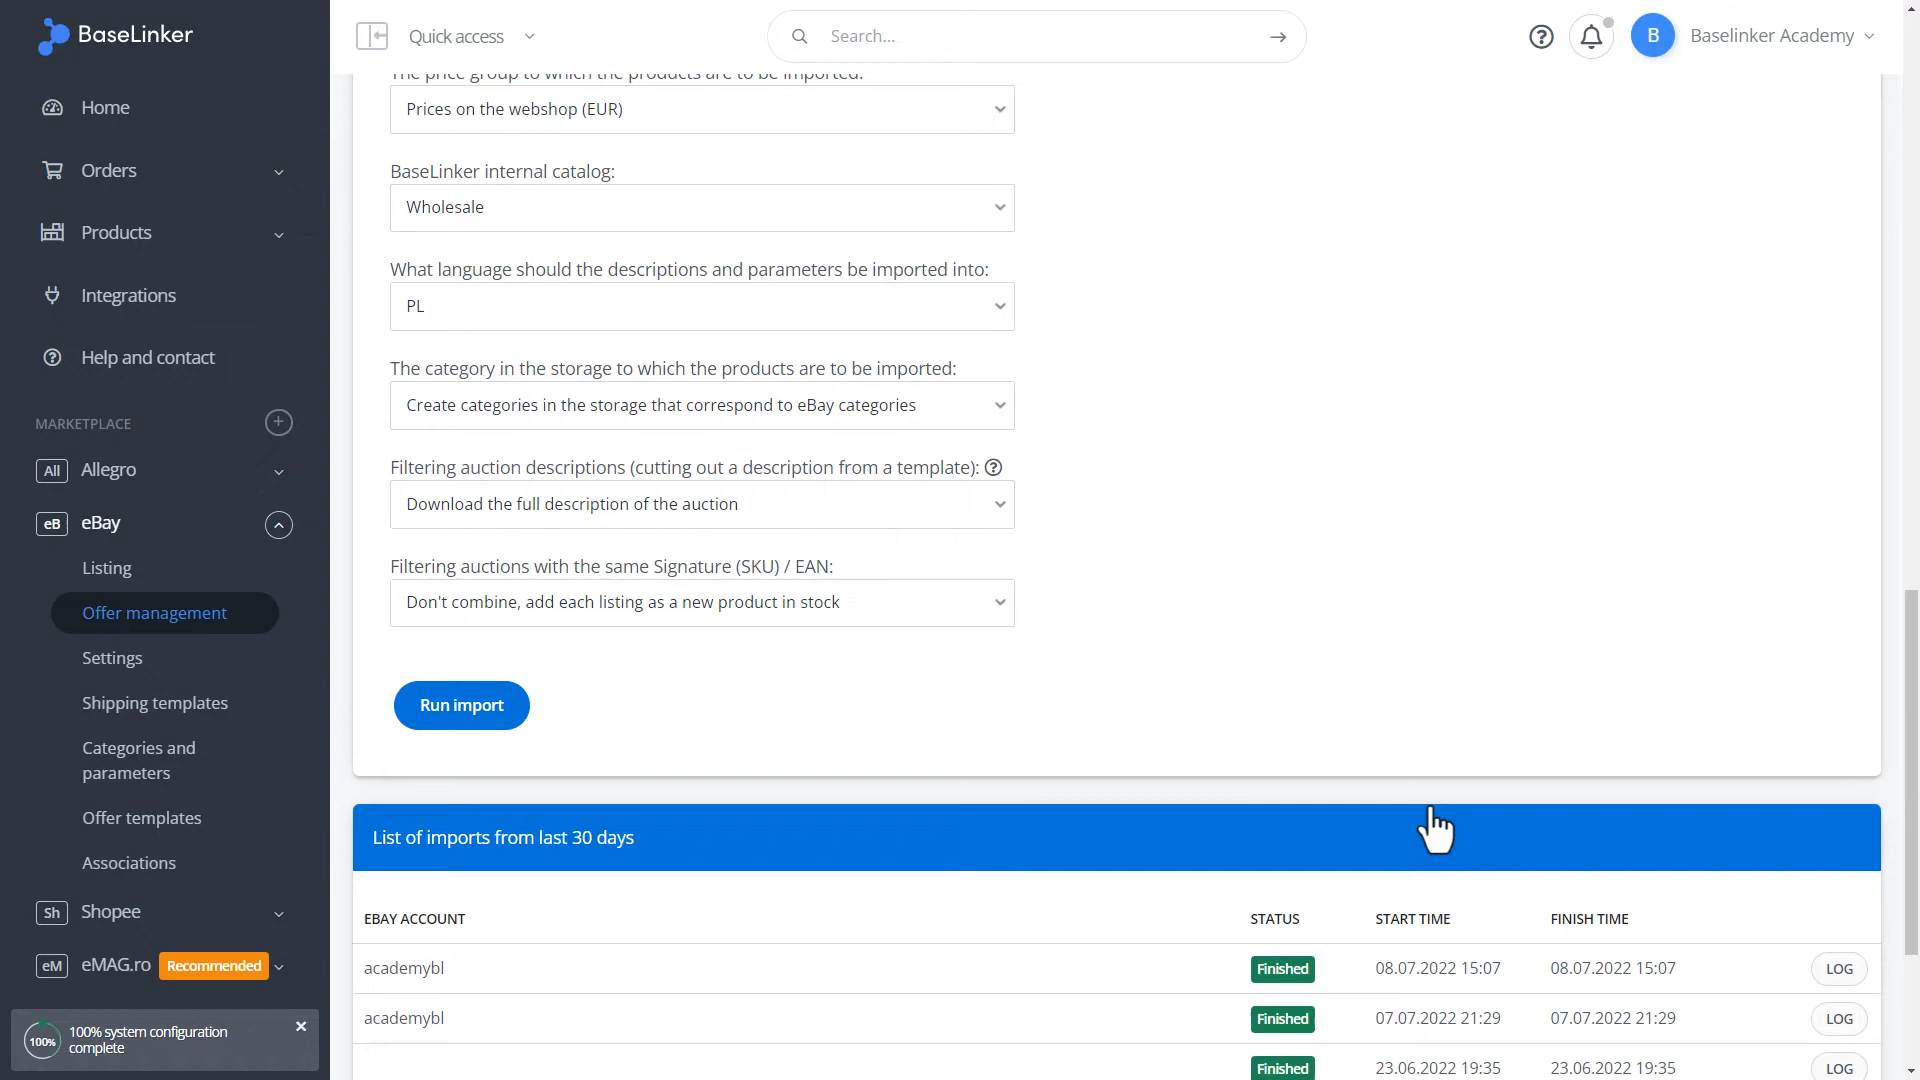 BaseLinker
Quick access
Search...
B
Baselinker Academy
Home
Orders
Products
Integrations
Help and contact
MARKETPLACE
All Allegro
eB eBay
Listing
Offer management
Settings
Shipping templates
Categories and
parameters
Offer templates
Associations
Sh Shopee
eM eMAG.ro Recommended
100% 100% system configuration
complete
The price group to which the products are to be imported:
Prices on the webshop (EUR)
BaseLinker internal catalog:
Wholesale
What language should the descriptions and parameters be imported into:
PL
The category in the storage to which the products are to be imported:
Create categories in the storage that correspond to eBay categories
Filtering auction descriptions (cutting out a description from a template):
Download the full description of the auction
Filtering auctions with the same Signature (SKU) / EAN:
Don't combine, add each listing as a new product in stock
Run import
List of imports from last 30 days
EBAY ACCOUNT STATUS START TIME FINISH TIME
academybl Finished 08.07.2022 15:07 08.07.2022 15:07 LOG
academybl Finished 07.07.2022 21:29 07.07.2022 21:29 LOG
Finished 23.06.2022 19:35 23.06.2022 19:35 LOG